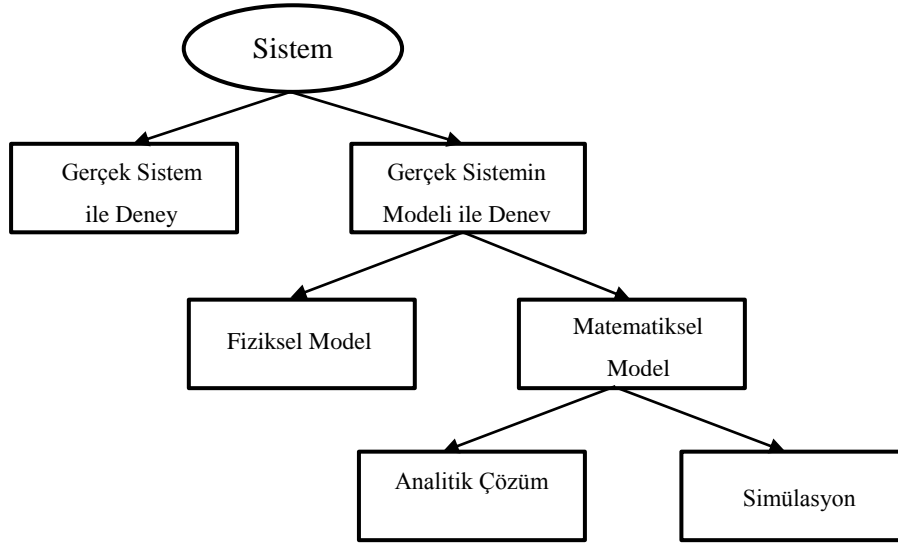 Sistem
Gerçek Sistem
ile Deney
Gerçek Sistemin
Modeli ile Denev
Fiziksel Model
Matematiksel
Model
Analitik Çözüm
Simülasyon